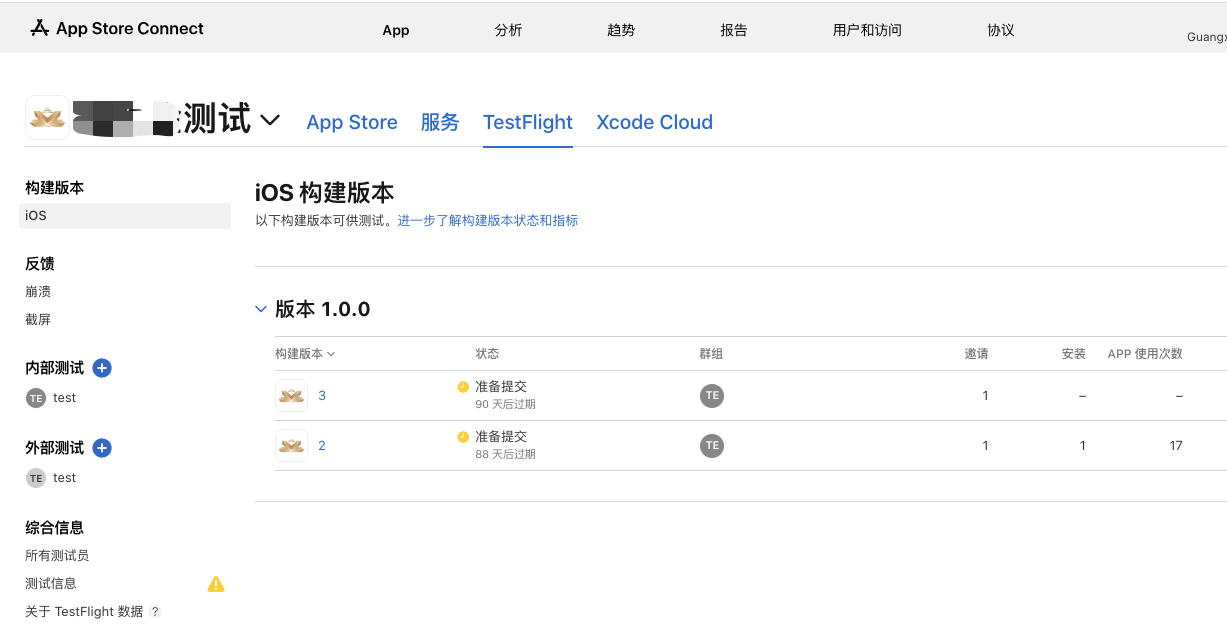 App Store Connect App 分析 趋势 报告 用户和访问 协议
Guangx
测试 App Store 服务 TestFlight Xcode Cloud
构建版本
iOS
反馈
崩溃
截屏
内部测试
TE test
外部测试
TE test
综合信息
所有测试员
测试信息
关于 TestFlight 数据 ?
iOS 构建版本
以下构建版本可供测试。进一步了解构建版本状态和指标
版本 1.0.0
构建版本 状态 群组 邀请 安装 APP 使用次数
3 准备提交 TE 1 – –
90 天后过期
2 准备提交 TE 1 1 17
88 天后过期